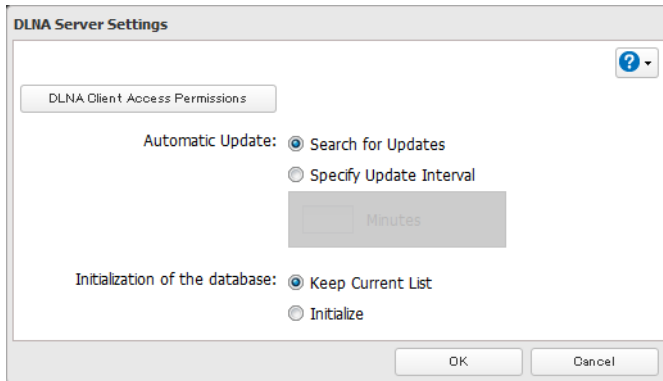 DLNA Server Settings
?
DLNA Client Access Permissions
Automatic Update: Search for Updates
Specify Update Interval
Minutes
Initialization of the database: Keep Current List
Initialize
OK Cancel